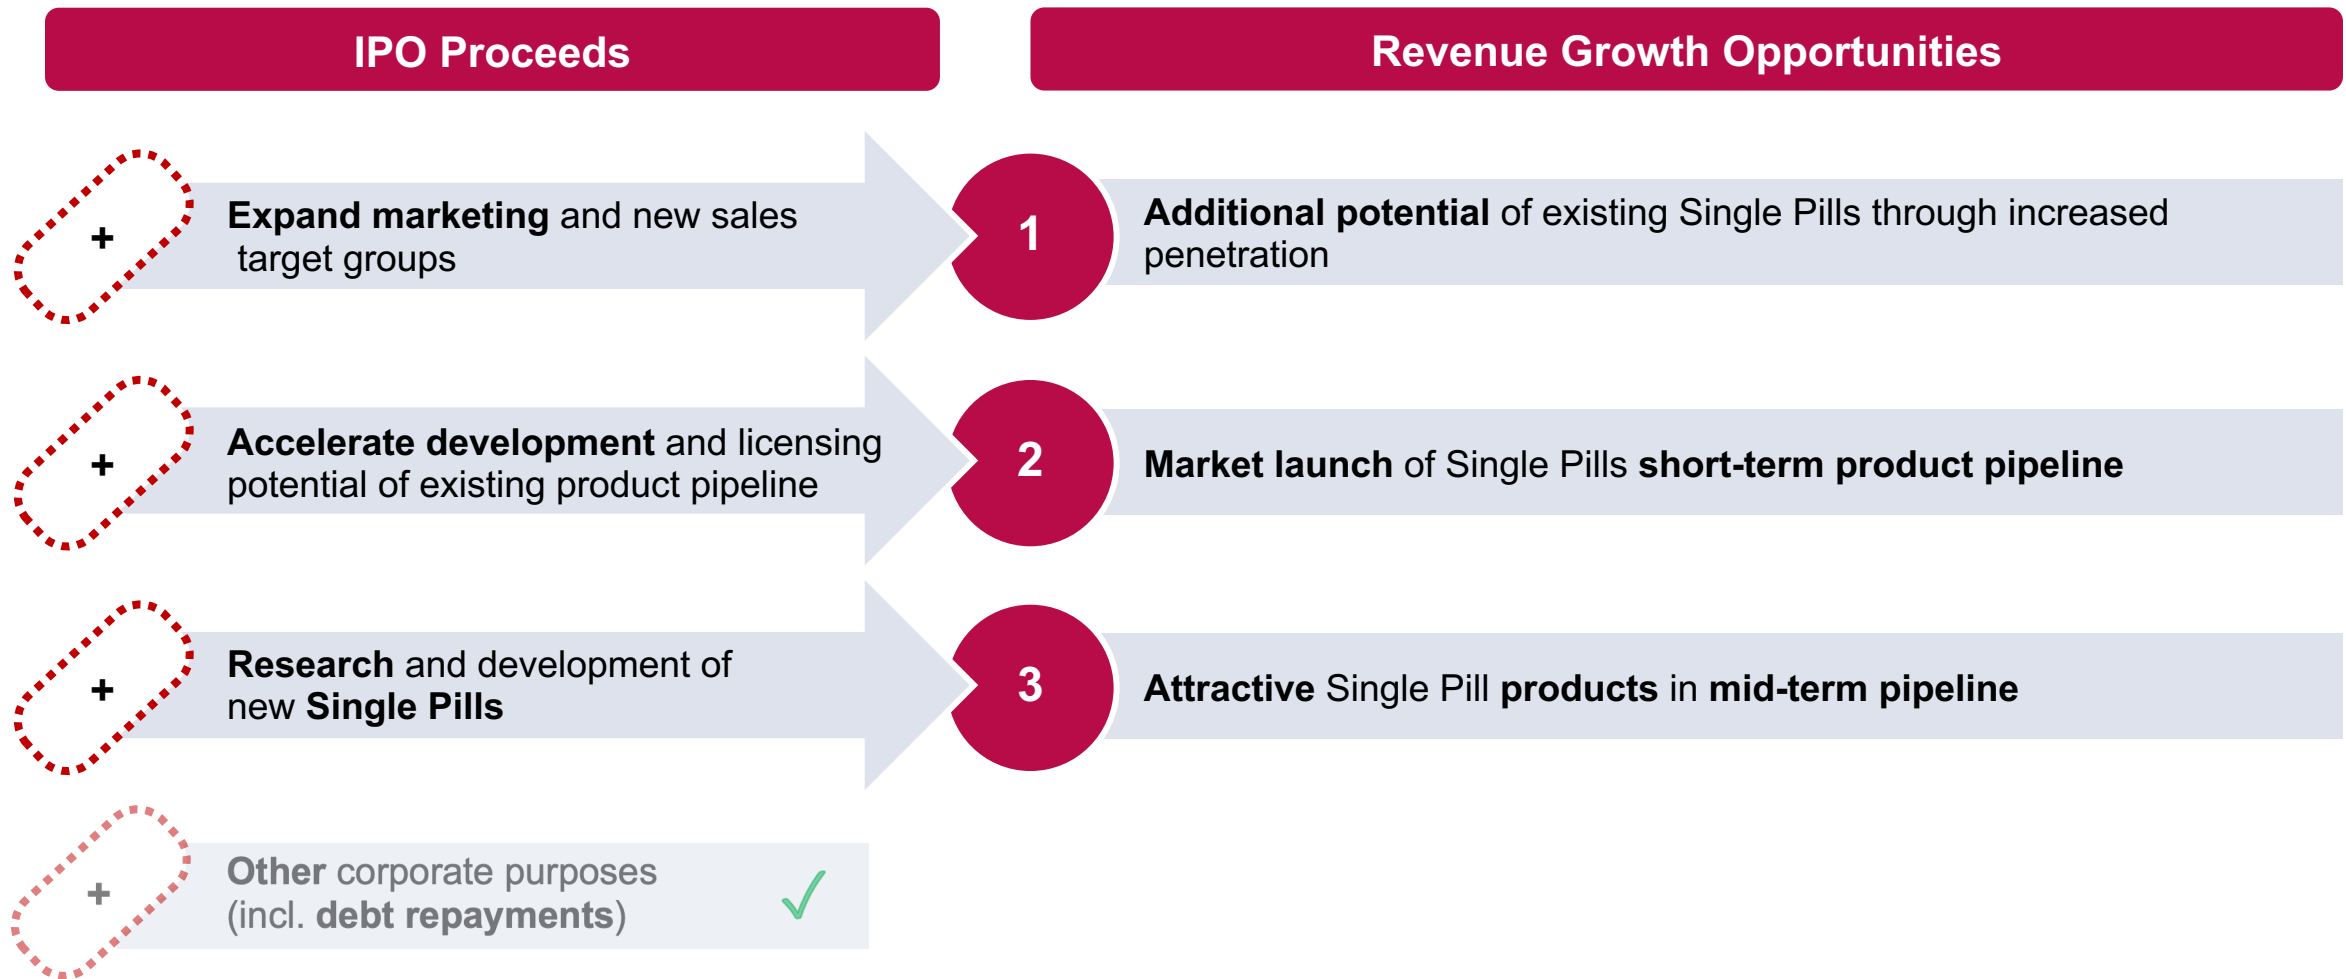 IPO Proceeds
Revenue Growth Opportunities
+
Expand marketing and new sales
target groups
1
Additional potential of existing Single Pills through increased
penetration
+
Accelerate development and licensing
potential of existing product pipeline
2
Market launch of Single Pills short-term product pipeline
+
Research and development of
new Single Pills
3
Attractive Single Pill products in mid-term pipeline
+
Other corporate purposes
(incl. debt repayments)
✓